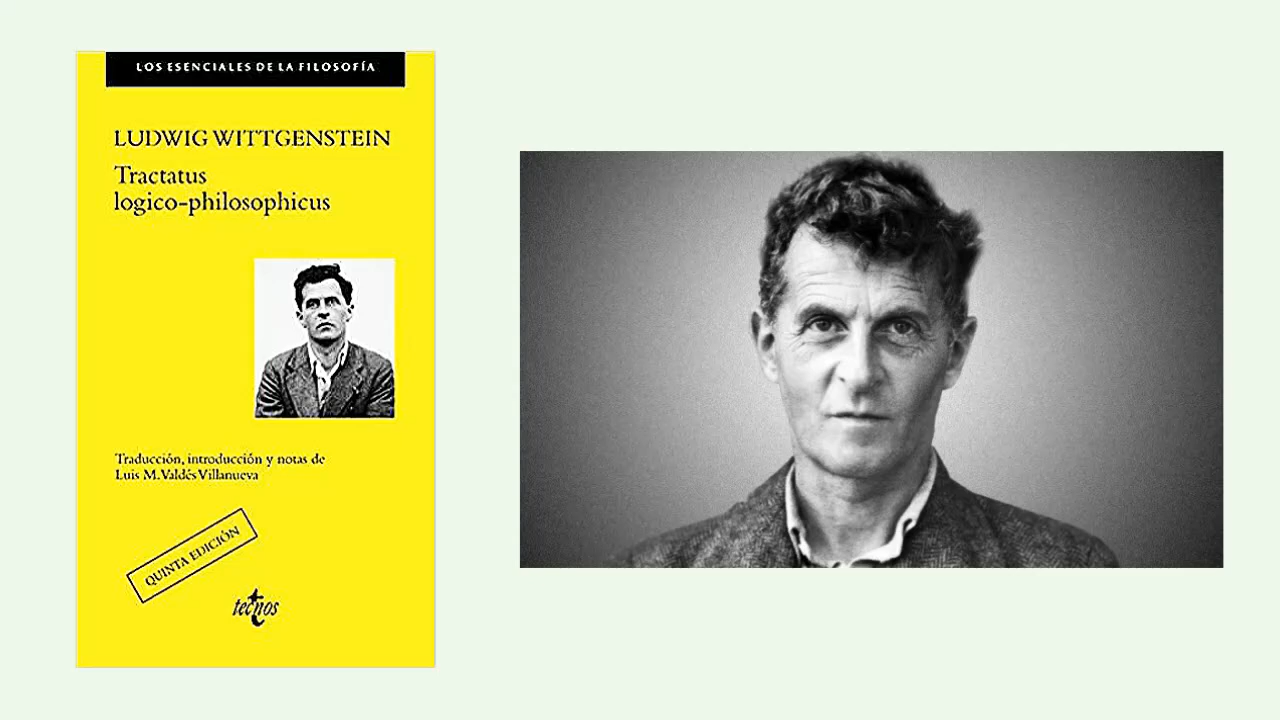 LOS ESENCIALES DE LA FILOSOFÍA
LUDWIG WITTGENSTEIN
Tractatus
logico-philosophicus
Traducción, introducción y notas de
Luis M. Valdés Villanueva
QUINTA EDICIÓN
tecnos